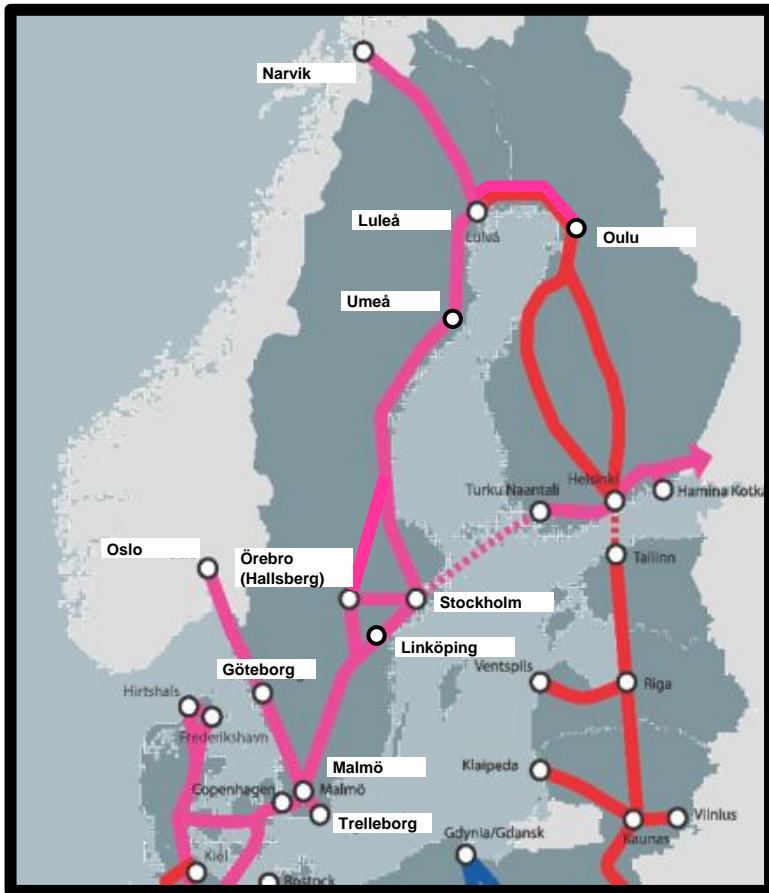 Narvik
Luleå
Luleå
Oulu
Umeå
Helsinki
Turku Naantali
Hamina Kotka
Oslo
Örebro
(Hallsberg)
Tallinn
Stockholm
Linköping
Göteborg
Ventspils
Riga
Hirtshals
Frederikshavn
Malmö
Klaipeda
Copenhagen
Malmö
Trelleborg
Vilnius
Gdynia/Gdansk
Kaunas
Kiel
Rostock